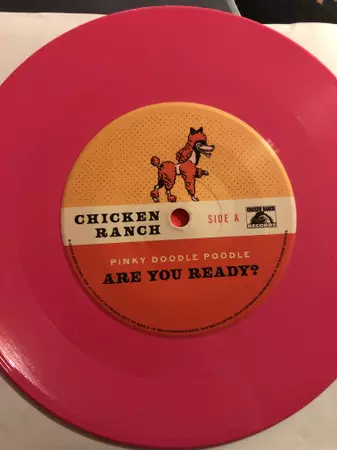 CHICKEN
RANCH
SIDE A
CHICKEN RANCH
RECORDS
PINKY DOODLE POODLE
ARE YOU READY?